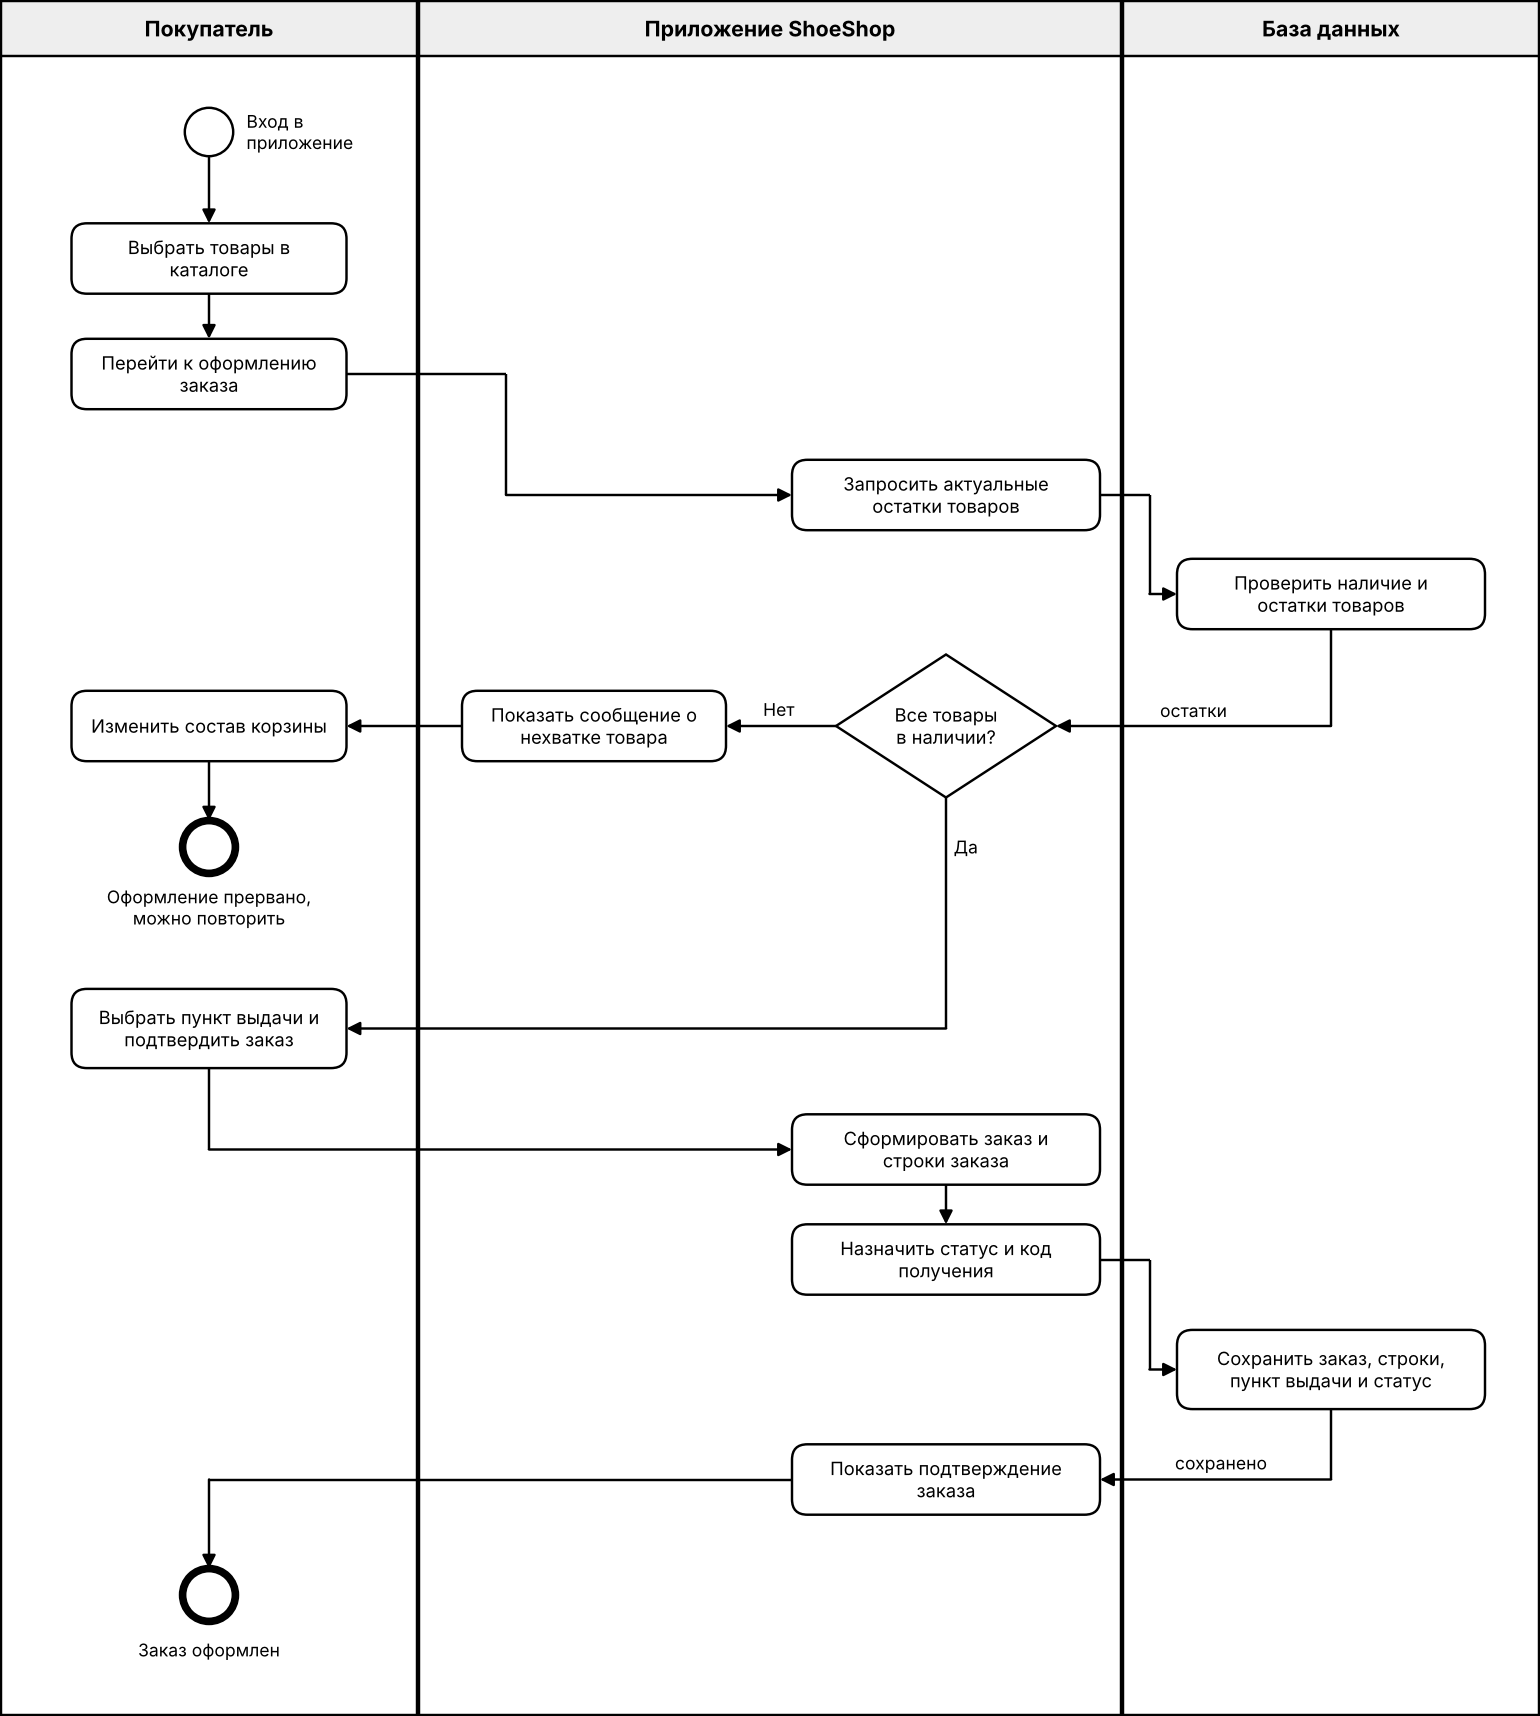 Покупатель
Приложение ShoeShop
База данных
Вход в
приложение
Выбрать товары в
каталоге
Перейти к оформлению
заказа
Запросить актуальные
остатки товаров
Проверить наличие и
остатки товаров
остатки
Все товары
в наличии?
Нет
Показать сообщение о
нехватке товара
Изменить состав корзины
Оформление прервано,
можно повторить
Да
Выбрать пункт выдачи и
подтвердить заказ
Сформировать заказ и
строки заказа
Назначить статус и код
получения
Сохранить заказ, строки,
пункт выдачи и статус
сохранено
Показать подтверждение
заказа
Заказ оформлен